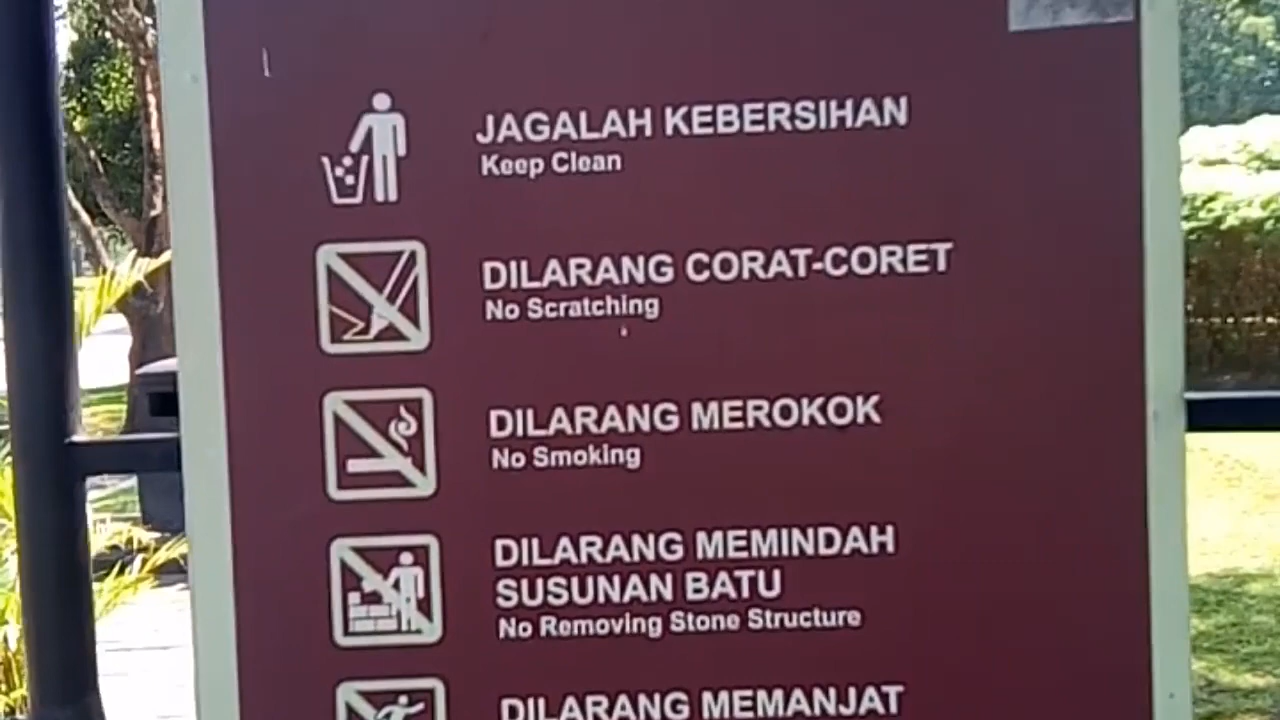 JAGALAH KEBERSIHAN
Keep Clean
DILARANG CORAT-CORET
No Scratching
DILARANG MEROKOK
No Smoking
DILARANG MEMINDAH
SUSUNAN BATU
No Removing Stone Structure
DILARANG MEMANJAT